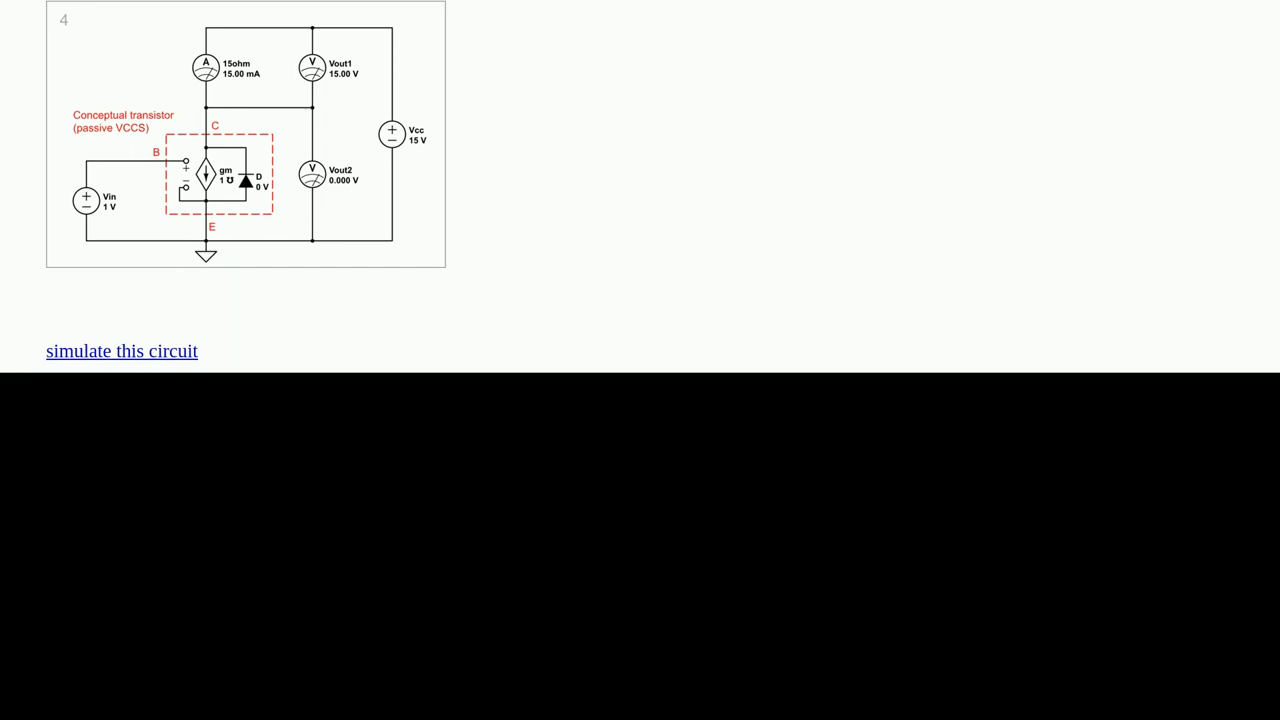 4
A
15ohm
15.00 mA
V
Vout1
15.00 V
Conceptual transistor
(passive VCCS)
C
B
Vcc
15 V
gm
1 ℧
D
0 V
V
Vout2
0.000 V
Vin
1 V
E
simulate this circuit